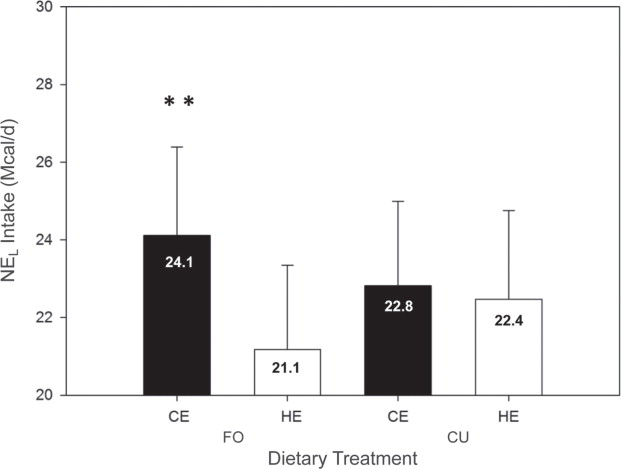 30
28
26
24
22
20
NEL Intake (Mcal/d)
**
24.1
21.1
22.8
22.4
CE HE CE HE
FO CU
Dietary Treatment